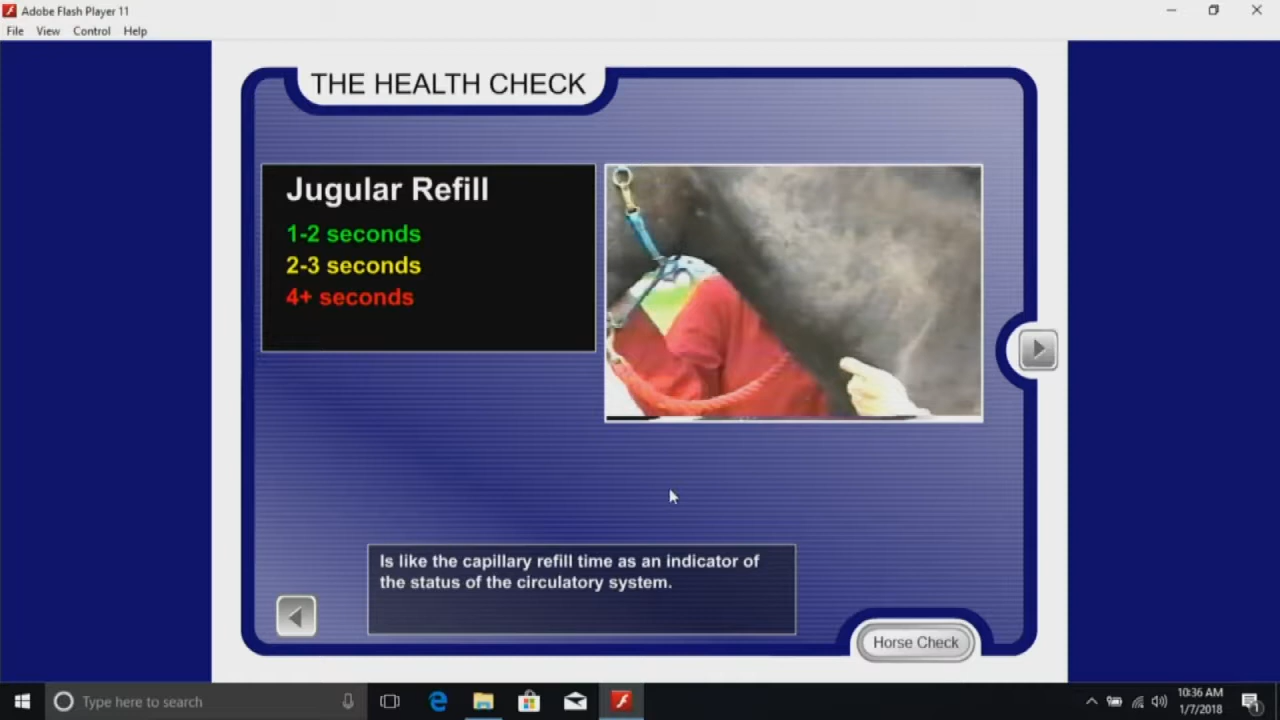 Adobe Flash Player 11
File View Control Help
THE HEALTH CHECK
Jugular Refill
1-2 seconds
2-3 seconds
4+ seconds
Is like the capillary refill time as an indicator of
the status of the circulatory system.
Horse Check
Type here to search
10:36 AM
1/7/2018